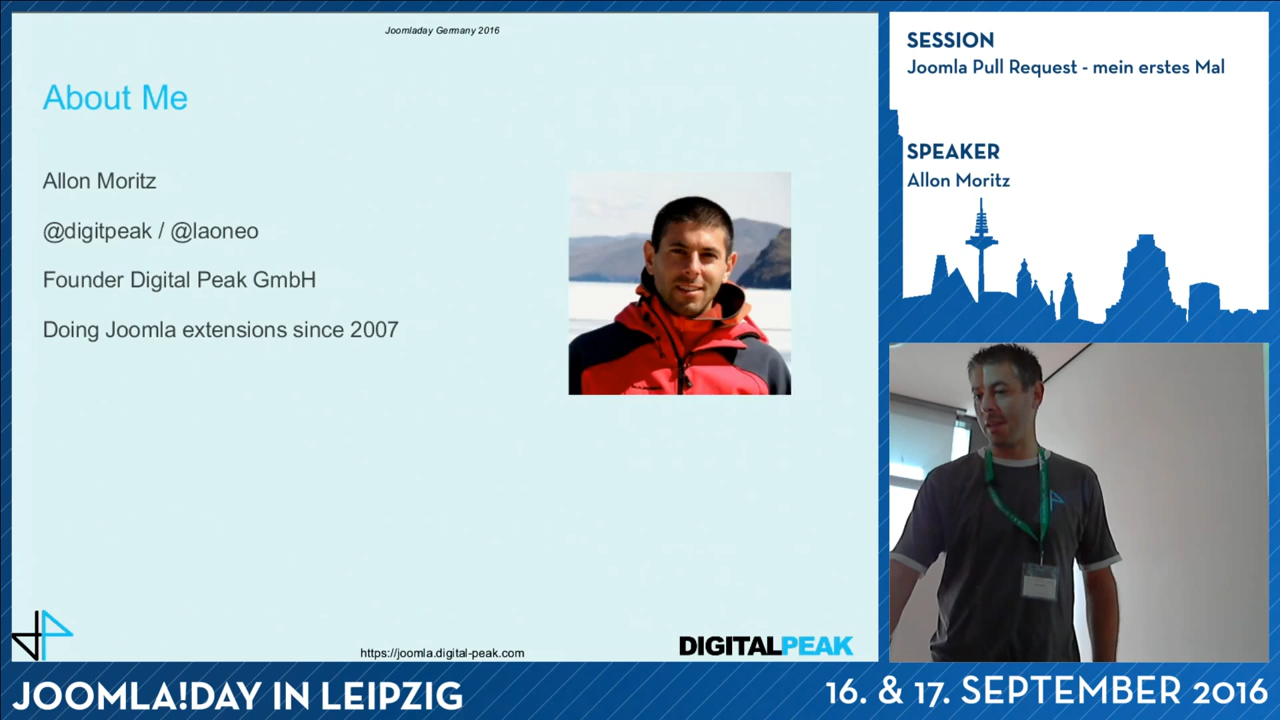 Joomladay Germany 2016
About Me
Allon Moritz
@digitpeak / @laoneo
Founder Digital Peak GmbH
Doing Joomla extensions since 2007
https://joomla.digital-peak.com
DIGITALPEAK
SESSION
Joomla Pull Request - mein erstes Mal
SPEAKER
Allon Moritz
JOOMLA!DAY IN LEIPZIG
16. & 17. SEPTEMBER 2016